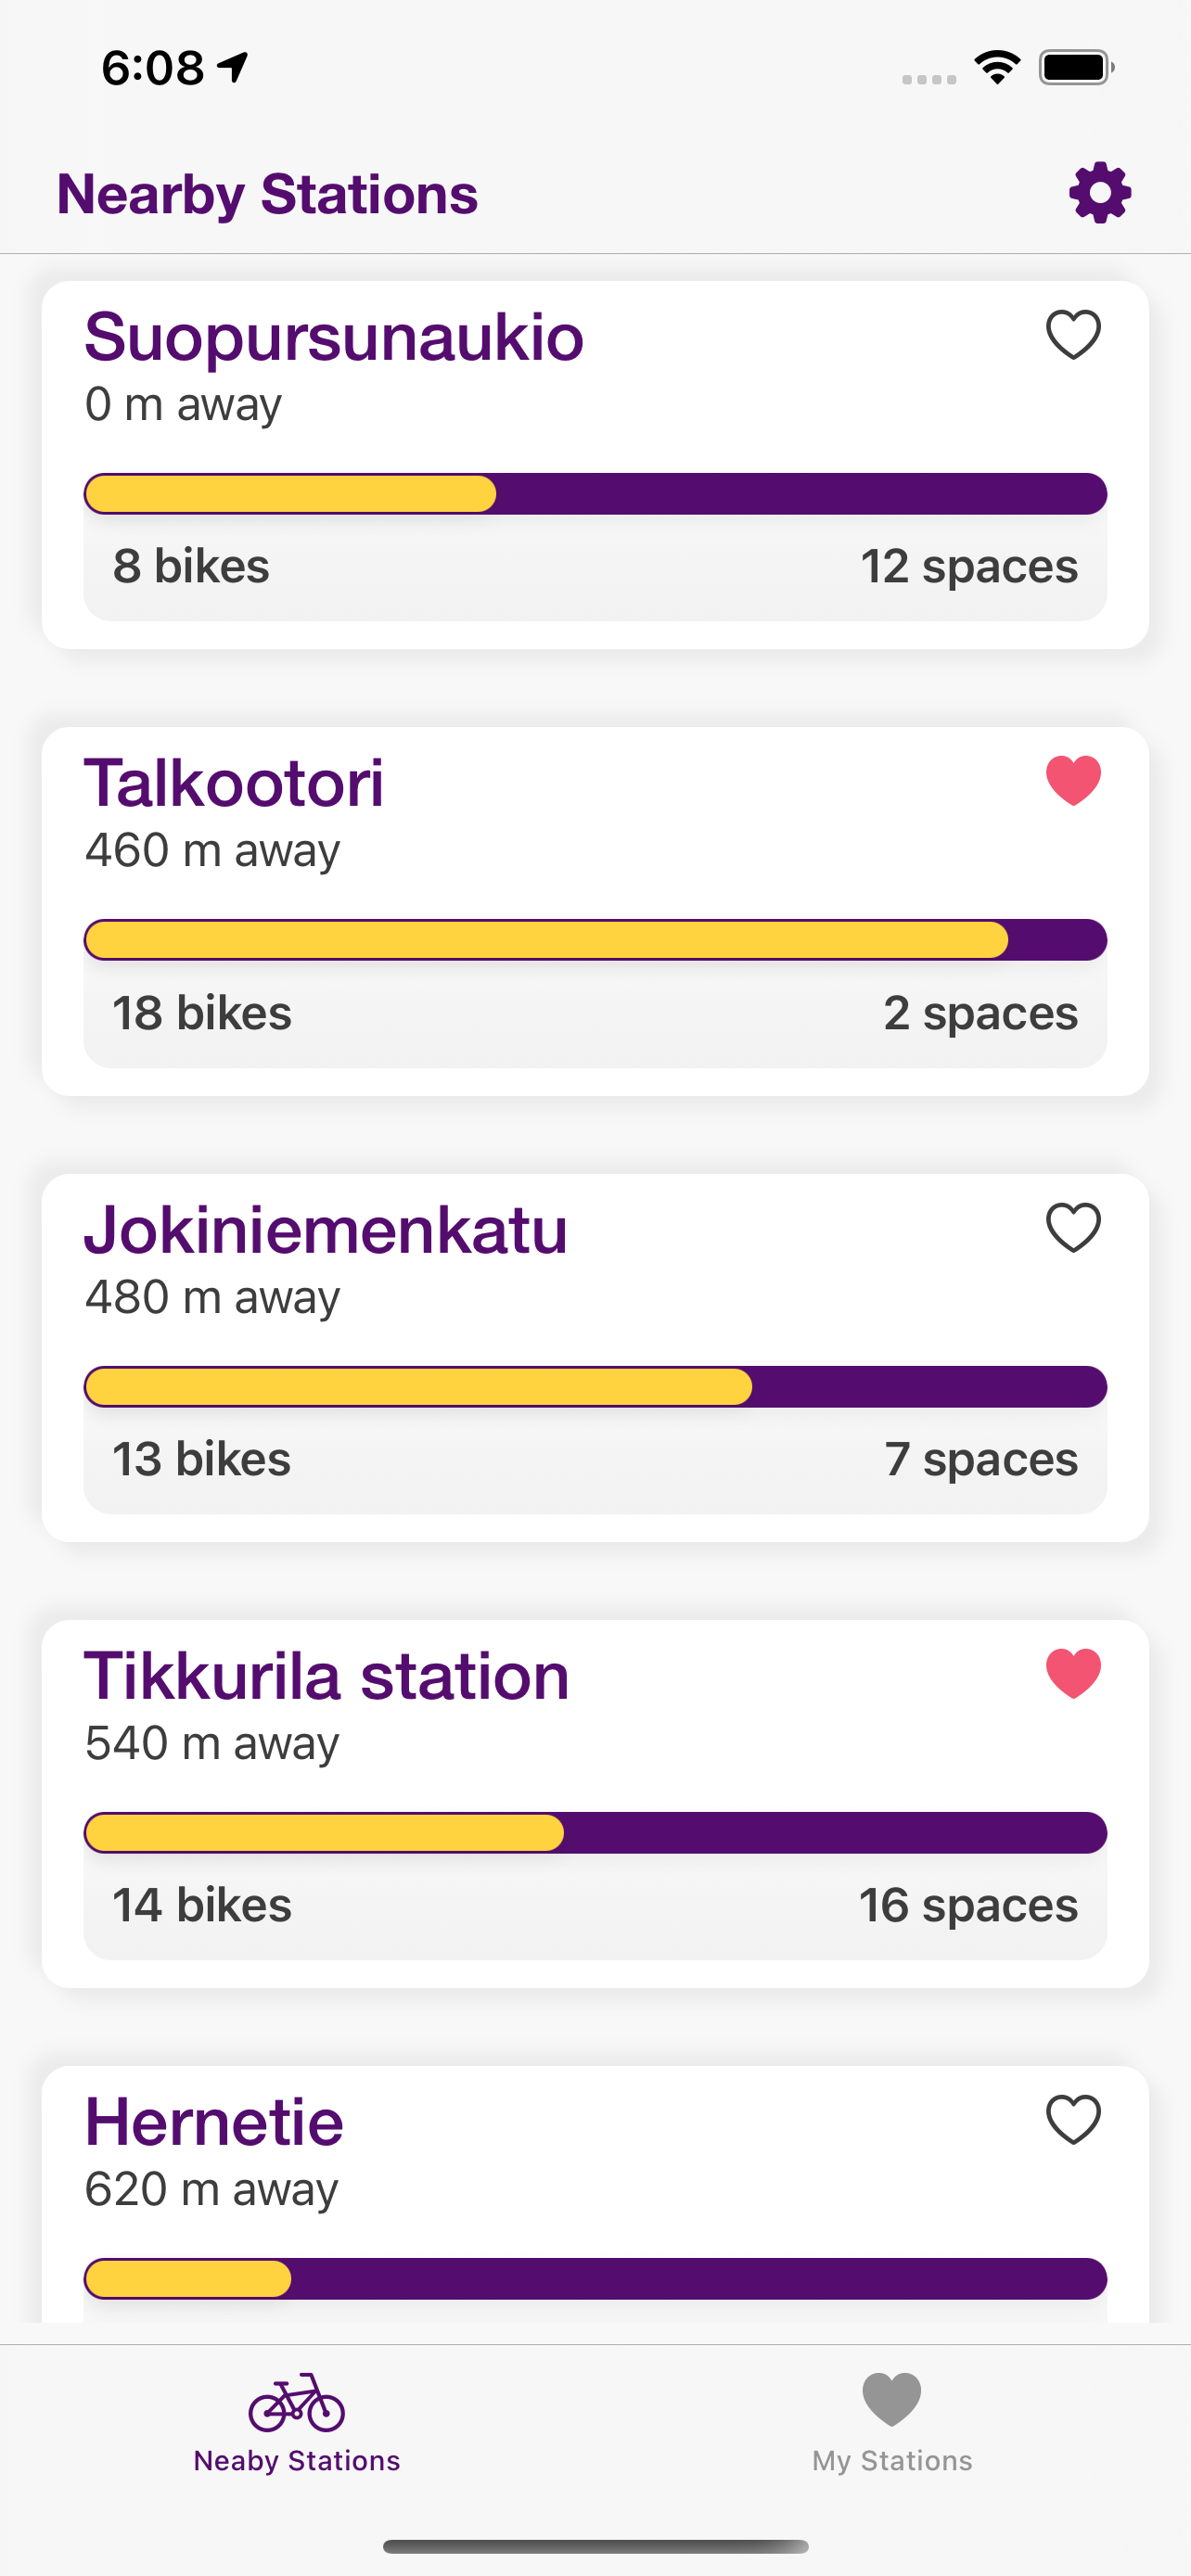 6:08
Nearby Stations
Suopursunaukio
0 m away
8 bikes 12 spaces
Talkootori
460 m away
18 bikes 2 spaces
Jokiniemenkatu
480 m away
13 bikes 7 spaces
Tikkurila station
540 m away
14 bikes 16 spaces
Hernetie
620 m away
Neaby Stations My Stations